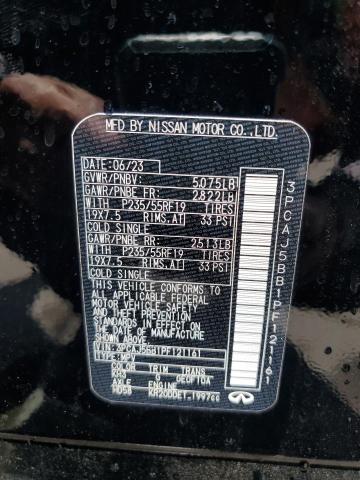 MFD BY NISSAN MOTOR CO., LTD.
DATE: 06/23
GVWR/PNBV: 5075LB
GAWR/PNBE FR: 2822LB
WITH P235/55RF19 TIRES
19X7.5 RIMS,AT 33 PSI
COLD SINGLE
GAWR/PNBE RR: 2513LB
WITH P235/55RF19 TIRES
19X7.5 RIMS,AT 33 PSI
COLD SINGLE
THIS VEHICLE CONFORMS TO
ALL APPLICABLE FEDERAL
MOTOR VEHICLE SAFETY
AND THEFT PREVENTION
STANDARDS IN EFFECT ON
THE DATE OF MANUFACTURE
SHOWN ABOVE.
VIN: 3PCAJ5BB1PF121161
TYPE: MPV
COLOR TRIM TRANS
AXLE ENGINE
3PCAJ5BB1PF121161